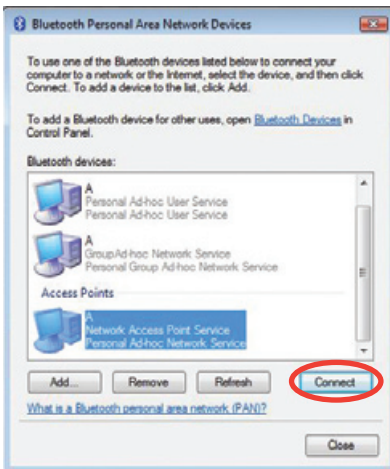 Bluetooth Personal Area Network Devices
To use one of the Bluetooth devices listed below to connect your
computer to a network or the Internet, select the device, and then click
Connect. To add a device to the list, click Add.
To add a Bluetooth device for other uses, open Bluetooth Devices in
Control Panel.
Bluetooth devices:
A
Personal Ad-hoc User Service
Personal Ad-hoc User Service
A
GroupAd-hoc Network Service
Personal Group Ad-hoc Network Service
Access Points
A
Network Access Point Service
Personal Ad-hoc Network Service
Add... Remove Refresh Connect
What is a Bluetooth personal area network (PAN)?
Close